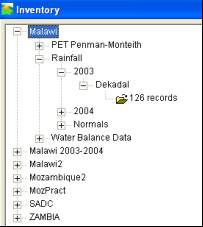 Inventory
Malawi
PET Penman-Monteith
Rainfall
2003
Dekadal
126 records
2004
Normals
Water Balance Data
Malawi 2003-2004
Malawi2
Mozambique2
MozPract
SADC
ZAMBIA